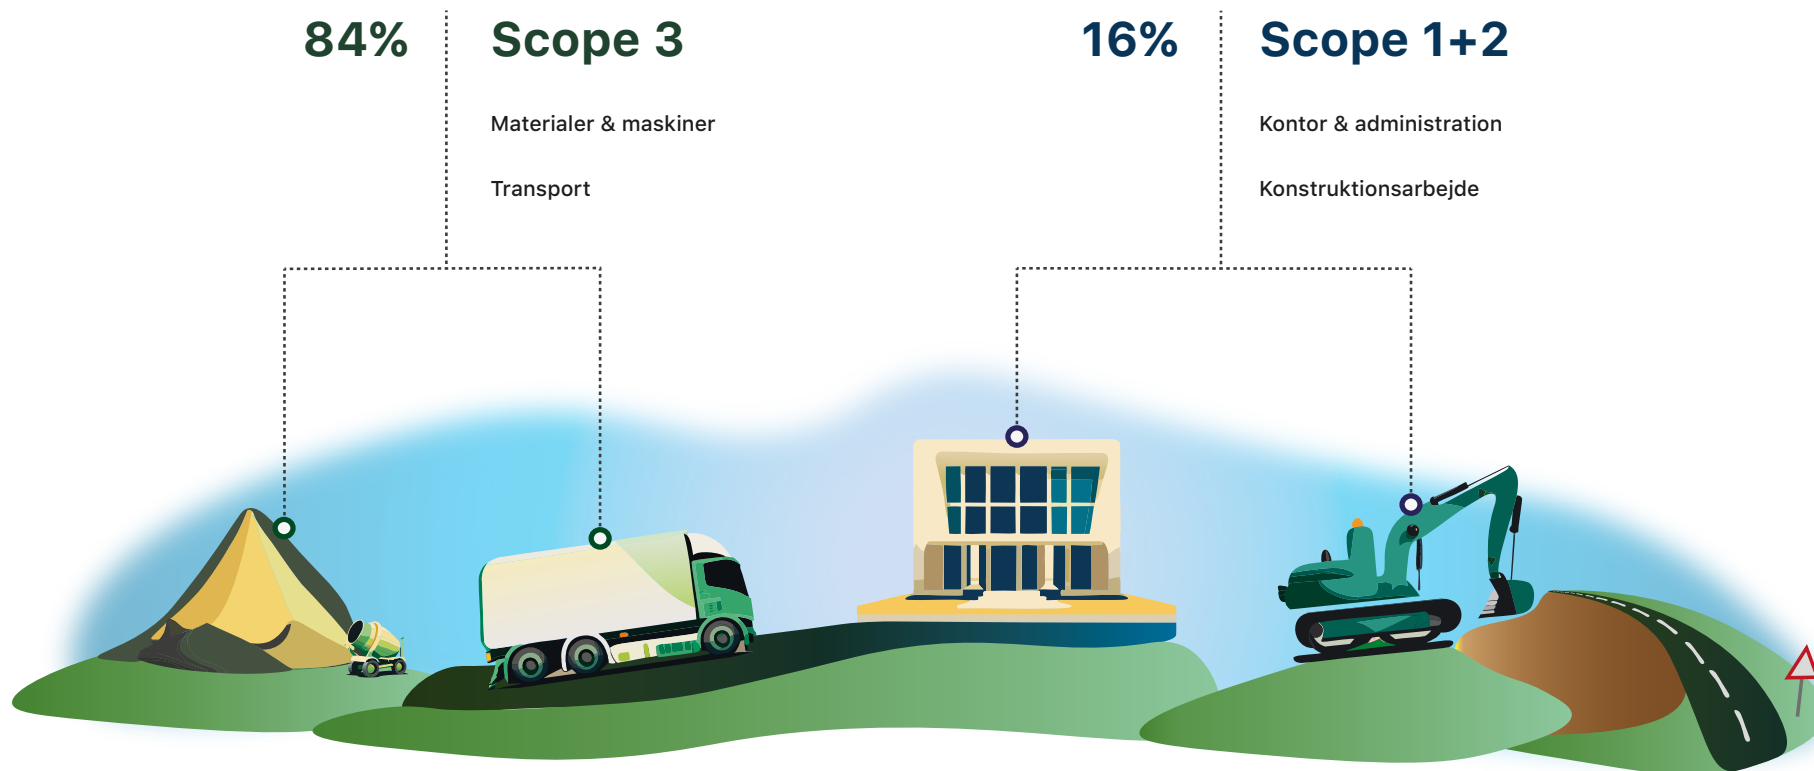 84%
Scope 3
Materialer & maskiner
Transport
16%
Scope 1+2
Kontor & administration
Konstruktionsarbejde